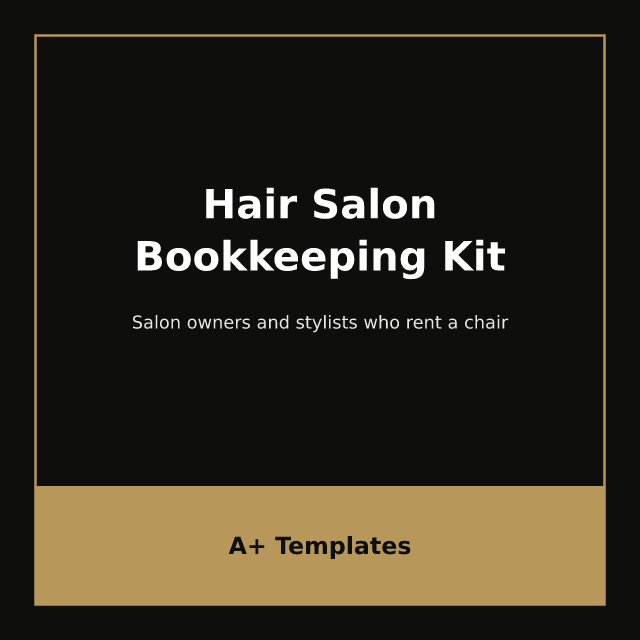 Hair Salon
Bookkeeping Kit
Salon owners and stylists who rent a chair
A+ Templates